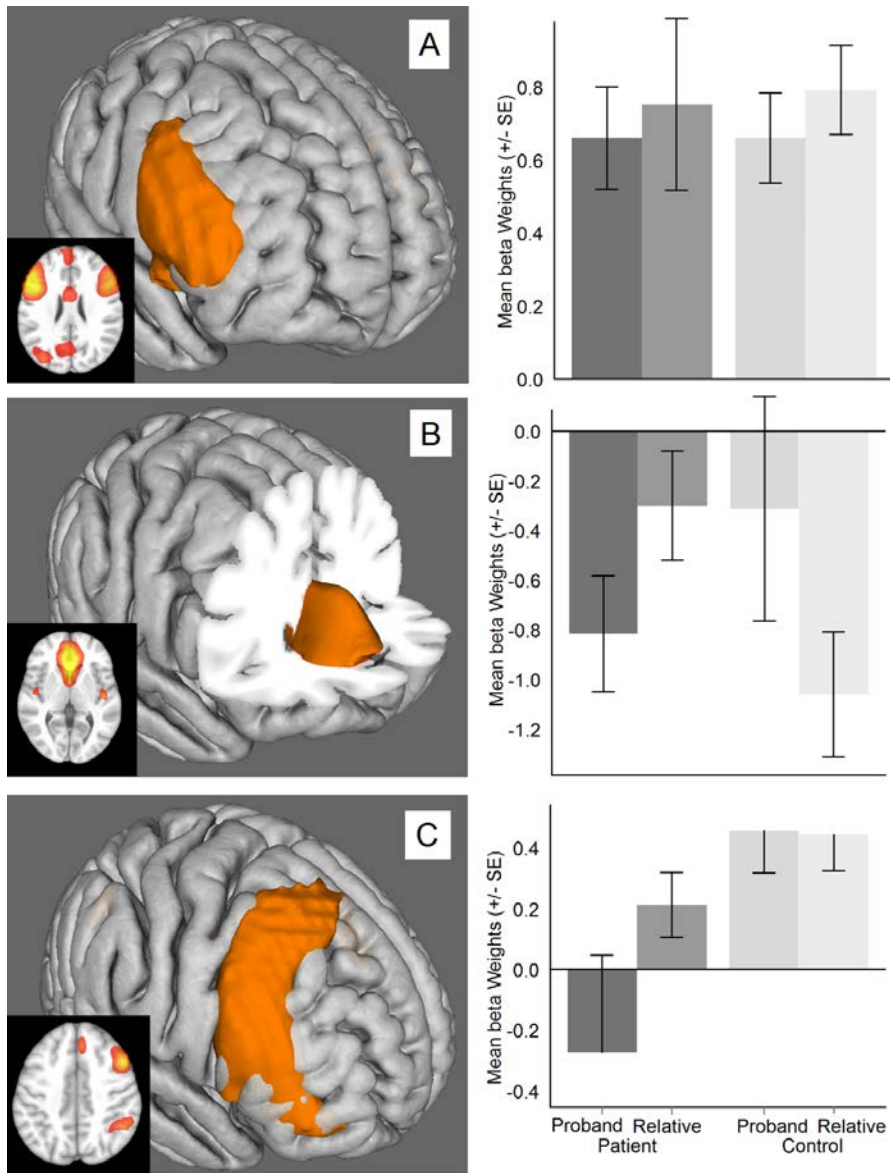 A
Mean beta Weights (+/- SE)
0.8
0.6
0.4
0.2
0.0
B
Mean beta Weights (+/- SE)
0.0
-0.2
-0.4
-0.6
-0.8
-1.0
-1.2
C
Mean beta Weights (+/- SE)
0.4
0.2
0.0
-0.2
-0.4
Proband Relative Proband Relative
Patient Control